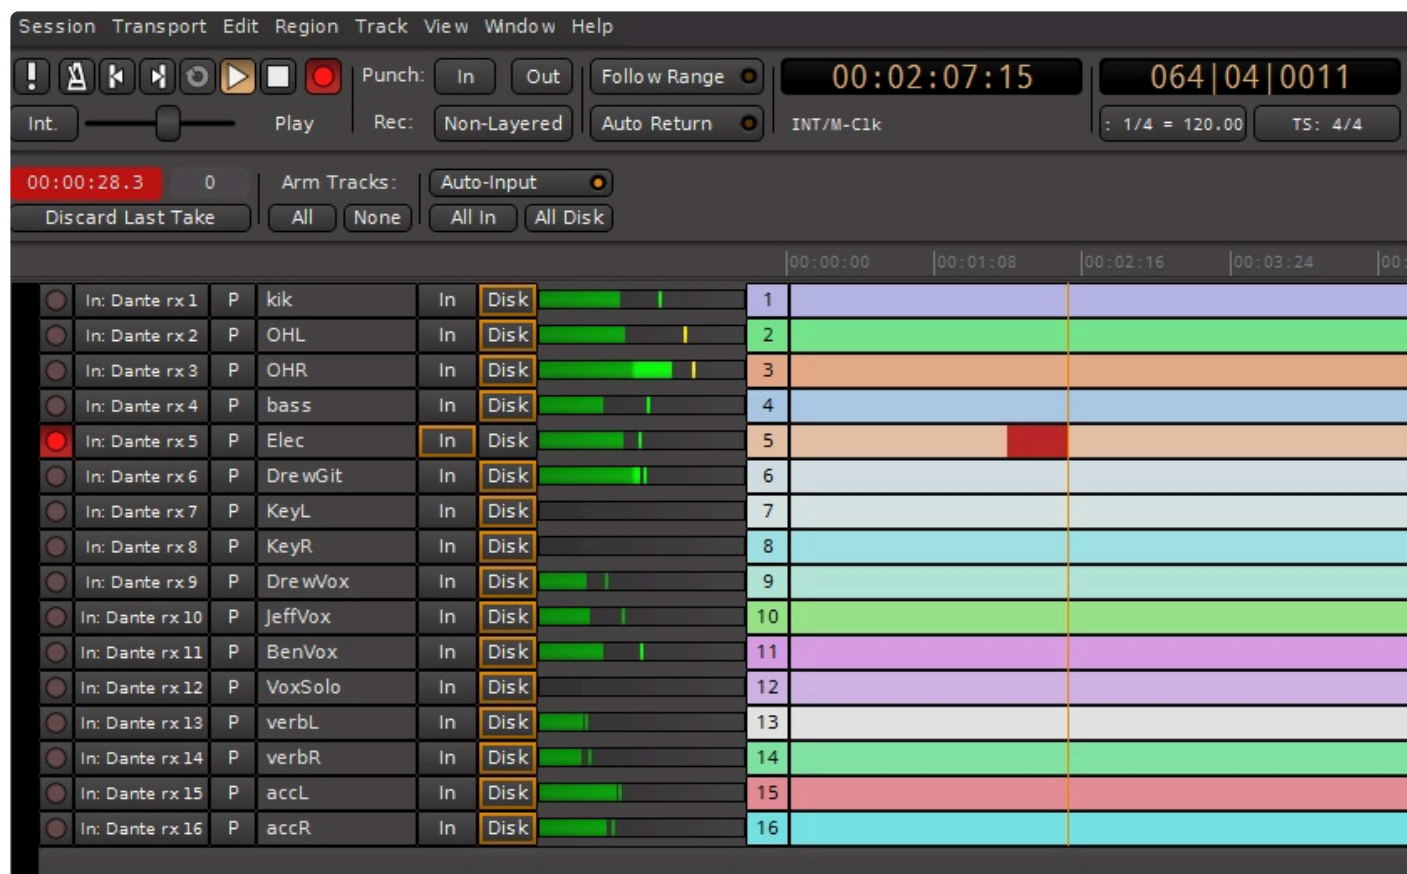 Session Transport Edit Region Track View Window Help
! Punch: In Out Follow Range 00:02:07:15 064|04|0011
Int. Play Rec: Non-Layered Auto Return INT/M-Clk : 1/4 = 120.00 TS: 4/4
00:00:28.3 0 Arm Tracks: Auto-Input
Discard Last Take All None All In All Disk
00:00:00 00:01:08 00:02:16 00:03:24 00:
In: Dante rx 1 P kik In Disk 1
In: Dante rx 2 P OHL In Disk 2
In: Dante rx 3 P OHR In Disk 3
In: Dante rx 4 P bass In Disk 4
In: Dante rx 5 P Elec In Disk 5
In: Dante rx 6 P DrewGit In Disk 6
In: Dante rx 7 P KeyL In Disk 7
In: Dante rx 8 P KeyR In Disk 8
In: Dante rx 9 P DrewVox In Disk 9
In: Dante rx 10 P JeffVox In Disk 10
In: Dante rx 11 P BenVox In Disk 11
In: Dante rx 12 P VoxSolo In Disk 12
In: Dante rx 13 P verbL In Disk 13
In: Dante rx 14 P verbR In Disk 14
In: Dante rx 15 P accL In Disk 15
In: Dante rx 16 P accR In Disk 16